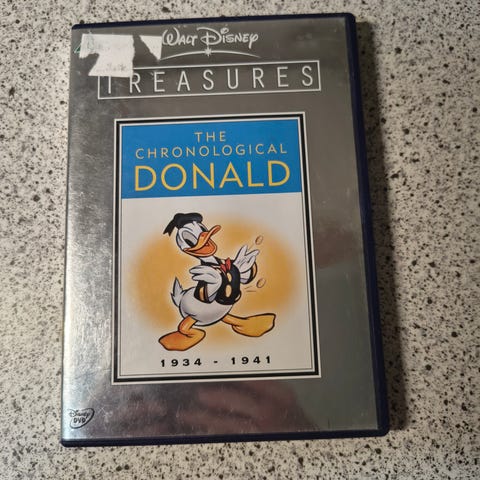 WALT DISNEY
TREASURES
THE
CHRONOLOGICAL
DONALD
1934 - 1941
Disney
DVD